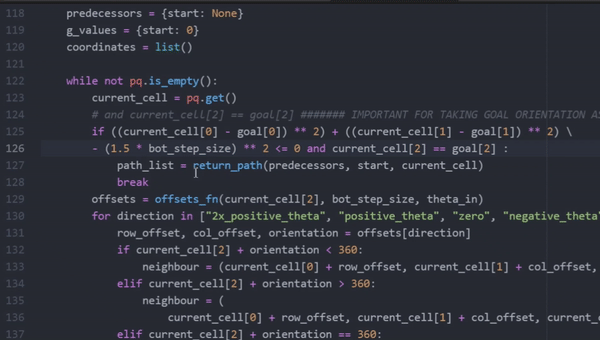 118 predecessors = {start: None}
119 g_values = {start: 0}
120 coordinates = list()
121
122 while not pq.is_empty():
123 current_cell = pq.get()
124 # and current_cell[2] == goal[2] ####### IMPORTANT FOR TAKING GOAL ORIENTATION AS
125 if ((current_cell[0] - goal[0]) ** 2) + ((current_cell[1] - goal[1]) ** 2) \
126 - (1.5 * bot_step_size) ** 2 <= 0 and current_cell[2] == goal[2] :
127 path_list = return_path(predecessors, start, current_cell)
128 break
129 offsets = offsets_fn(current_cell[2], bot_step_size, theta_in)
130 for direction in ["2x_positive_theta", "positive_theta", "zero", "negative_theta"
131 row_offset, col_offset, orientation = offsets[direction]
132 if current_cell[2] + orientation < 360:
133 neighbour = (current_cell[0] + row_offset, current_cell[1] + col_offset,
134 elif current_cell[2] + orientation > 360:
135 neighbour = (
136 current_cell[0] + row_offset, current_cell[1] + col_offset, current_c
137 elif current_cell[2] + orientation == 360: